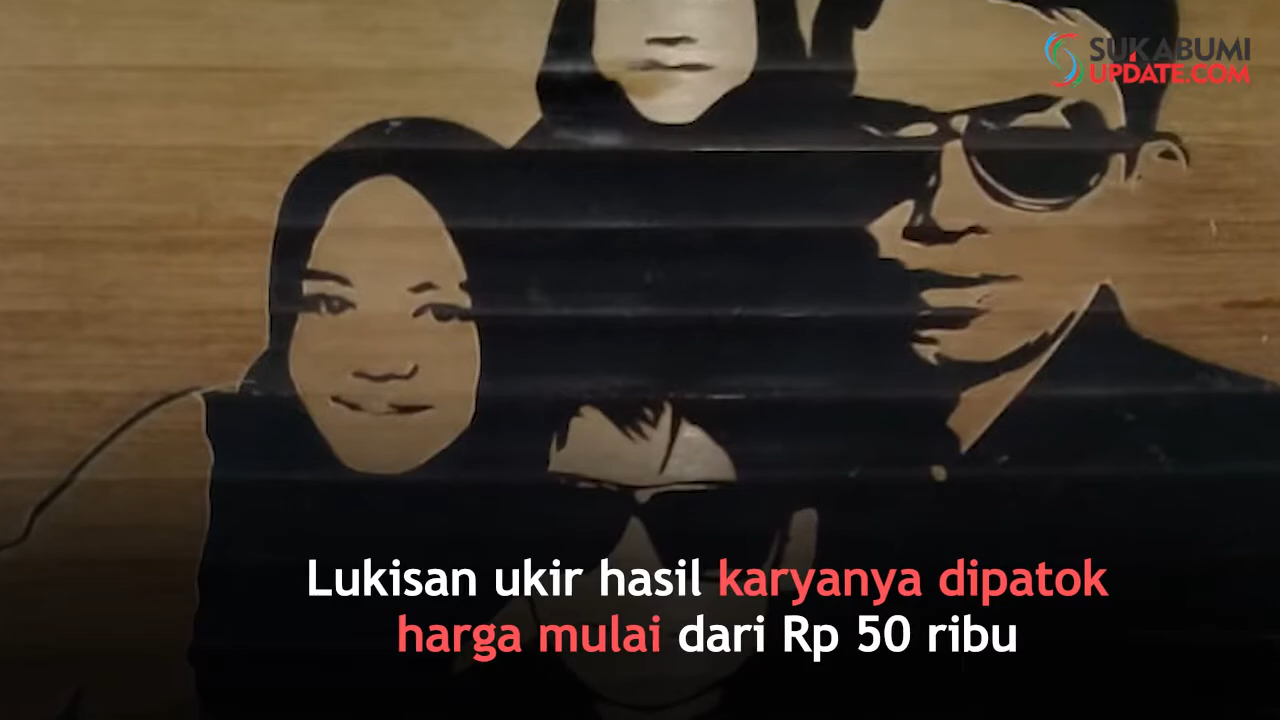 SUKABUMI
UPDATE.COM
Lukisan ukir hasil karyanya dipatok
harga mulai dari Rp 50 ribu